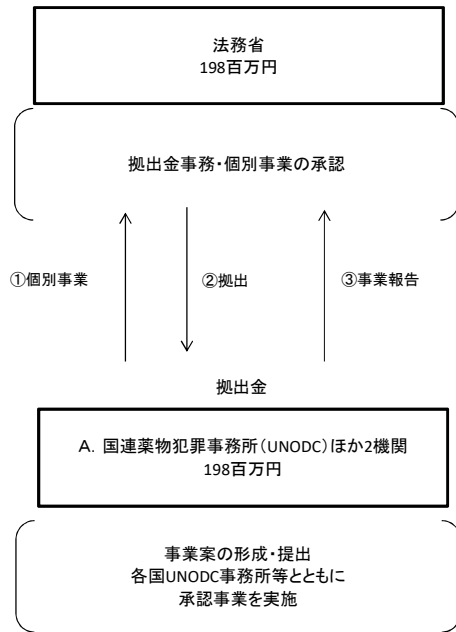 法務省
198百万円
拠出金事務・個別事業の承認
①個別事業
②拠出
③事業報告
拠出金
A. 国連薬物犯罪事務所(UNODC)ほか2機関
198百万円
事業案の形成・提出
各国UNODC事務所等とともに
承認事業を実施